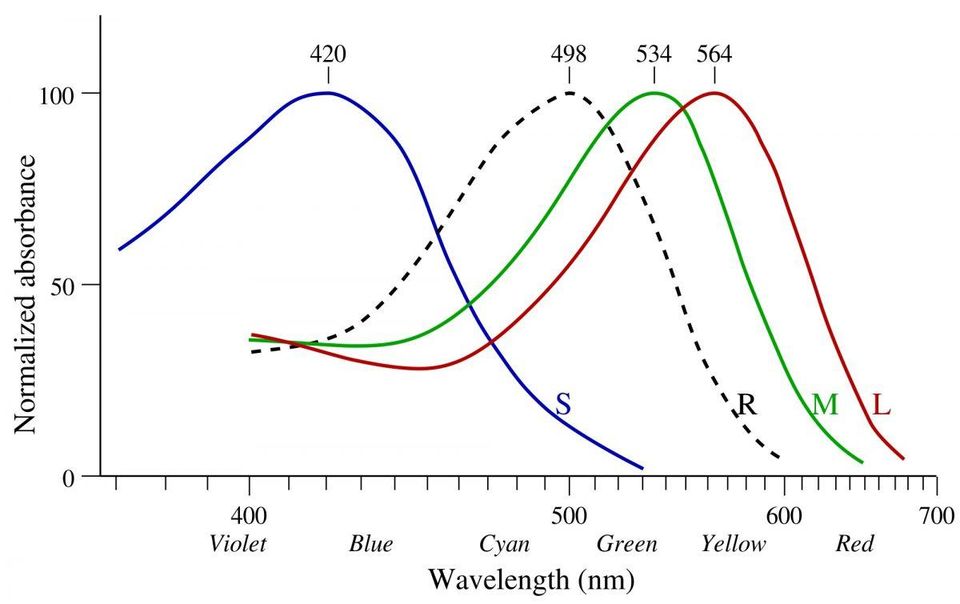 420 498 534 564
100
50
0
Normalized absorbance
S R M L
400 500 600 700
Violet Blue Cyan Green Yellow Red
Wavelength (nm)